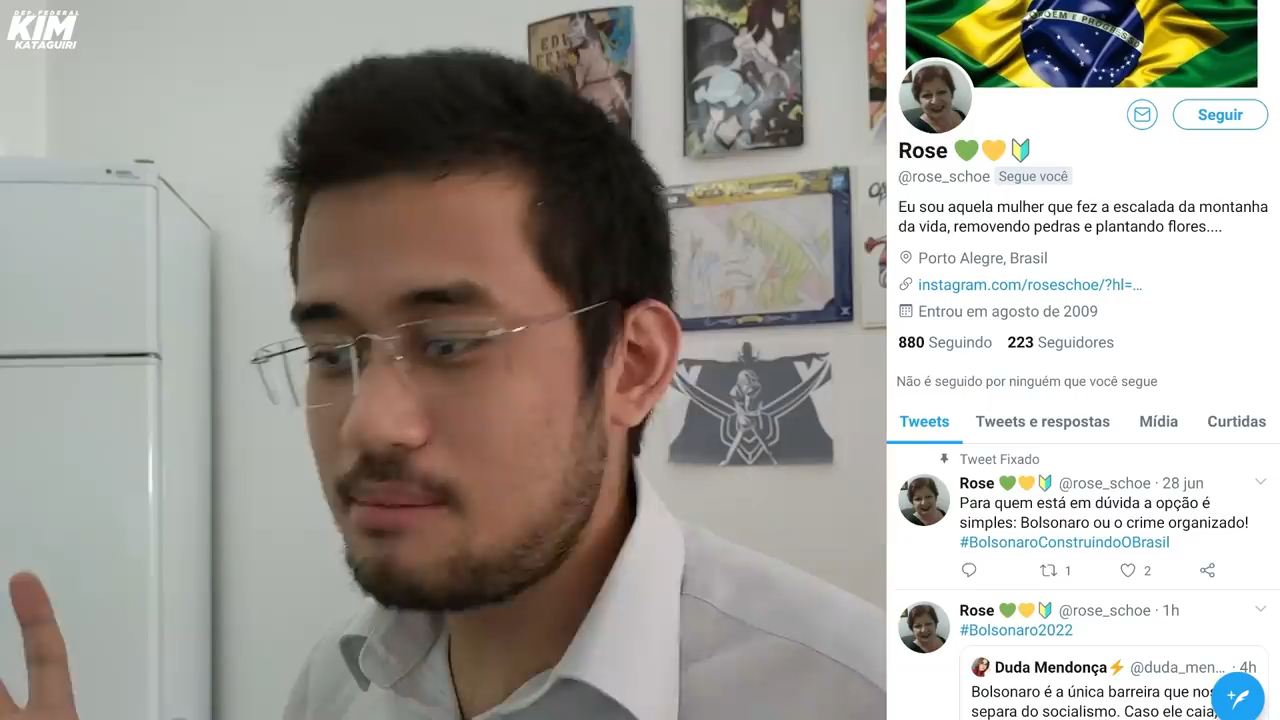 DEP. FEDERAL
KIM
KATAGUIRI
ORDEM E PROGRESSO
Seguir
Rose 💚💛🔰
@rose_schoe Segue você
Eu sou aquela mulher que fez a escalada da montanha
da vida, removendo pedras e plantando flores....
Porto Alegre, Brasil
instagram.com/roseschoe/?hl=...
Entrou em agosto de 2009
880 Seguindo 223 Seguidores
Não é seguido por ninguém que você segue
Tweets Tweets e respostas Mídia Curtidas
Tweet Fixado
Rose 💚💛🔰 @rose_schoe · 28 jun
Para quem está em dúvida a opção é
simples: Bolsonaro ou o crime organizado!
#BolsonaroConstruindoOBrasil
1 2
Rose 💚💛🔰 @rose_schoe · 1h
#Bolsonaro2022
Duda Mendonça⚡ @duda_men... · 4h
Bolsonaro é a única barreira que nos
separa do socialismo. Caso ele caia,